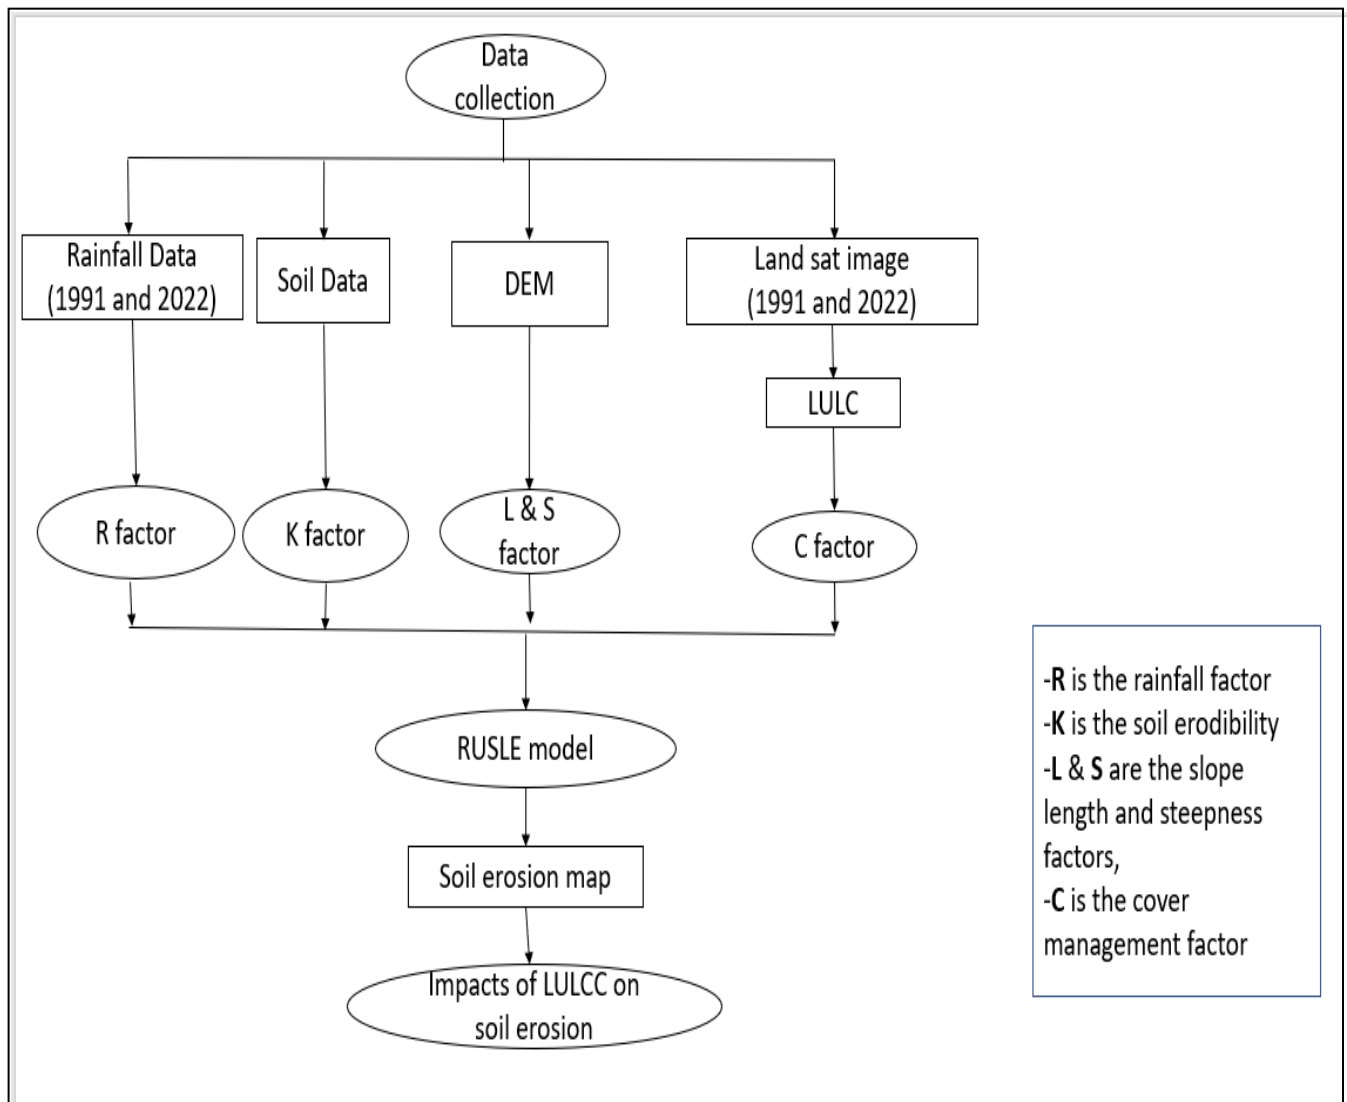 Data
collection
Rainfall Data
(1991 and 2022)
Soil Data
DEM
Land sat image
(1991 and 2022)
LULC
R factor
K factor
L & S
factor
C factor
RUSLE model
Soil erosion map
Impacts of LULCC on
soil erosion
-R is the rainfall factor
-K is the soil erodibility
-L & S are the slope
length and steepness
factors,
-C is the cover
management factor